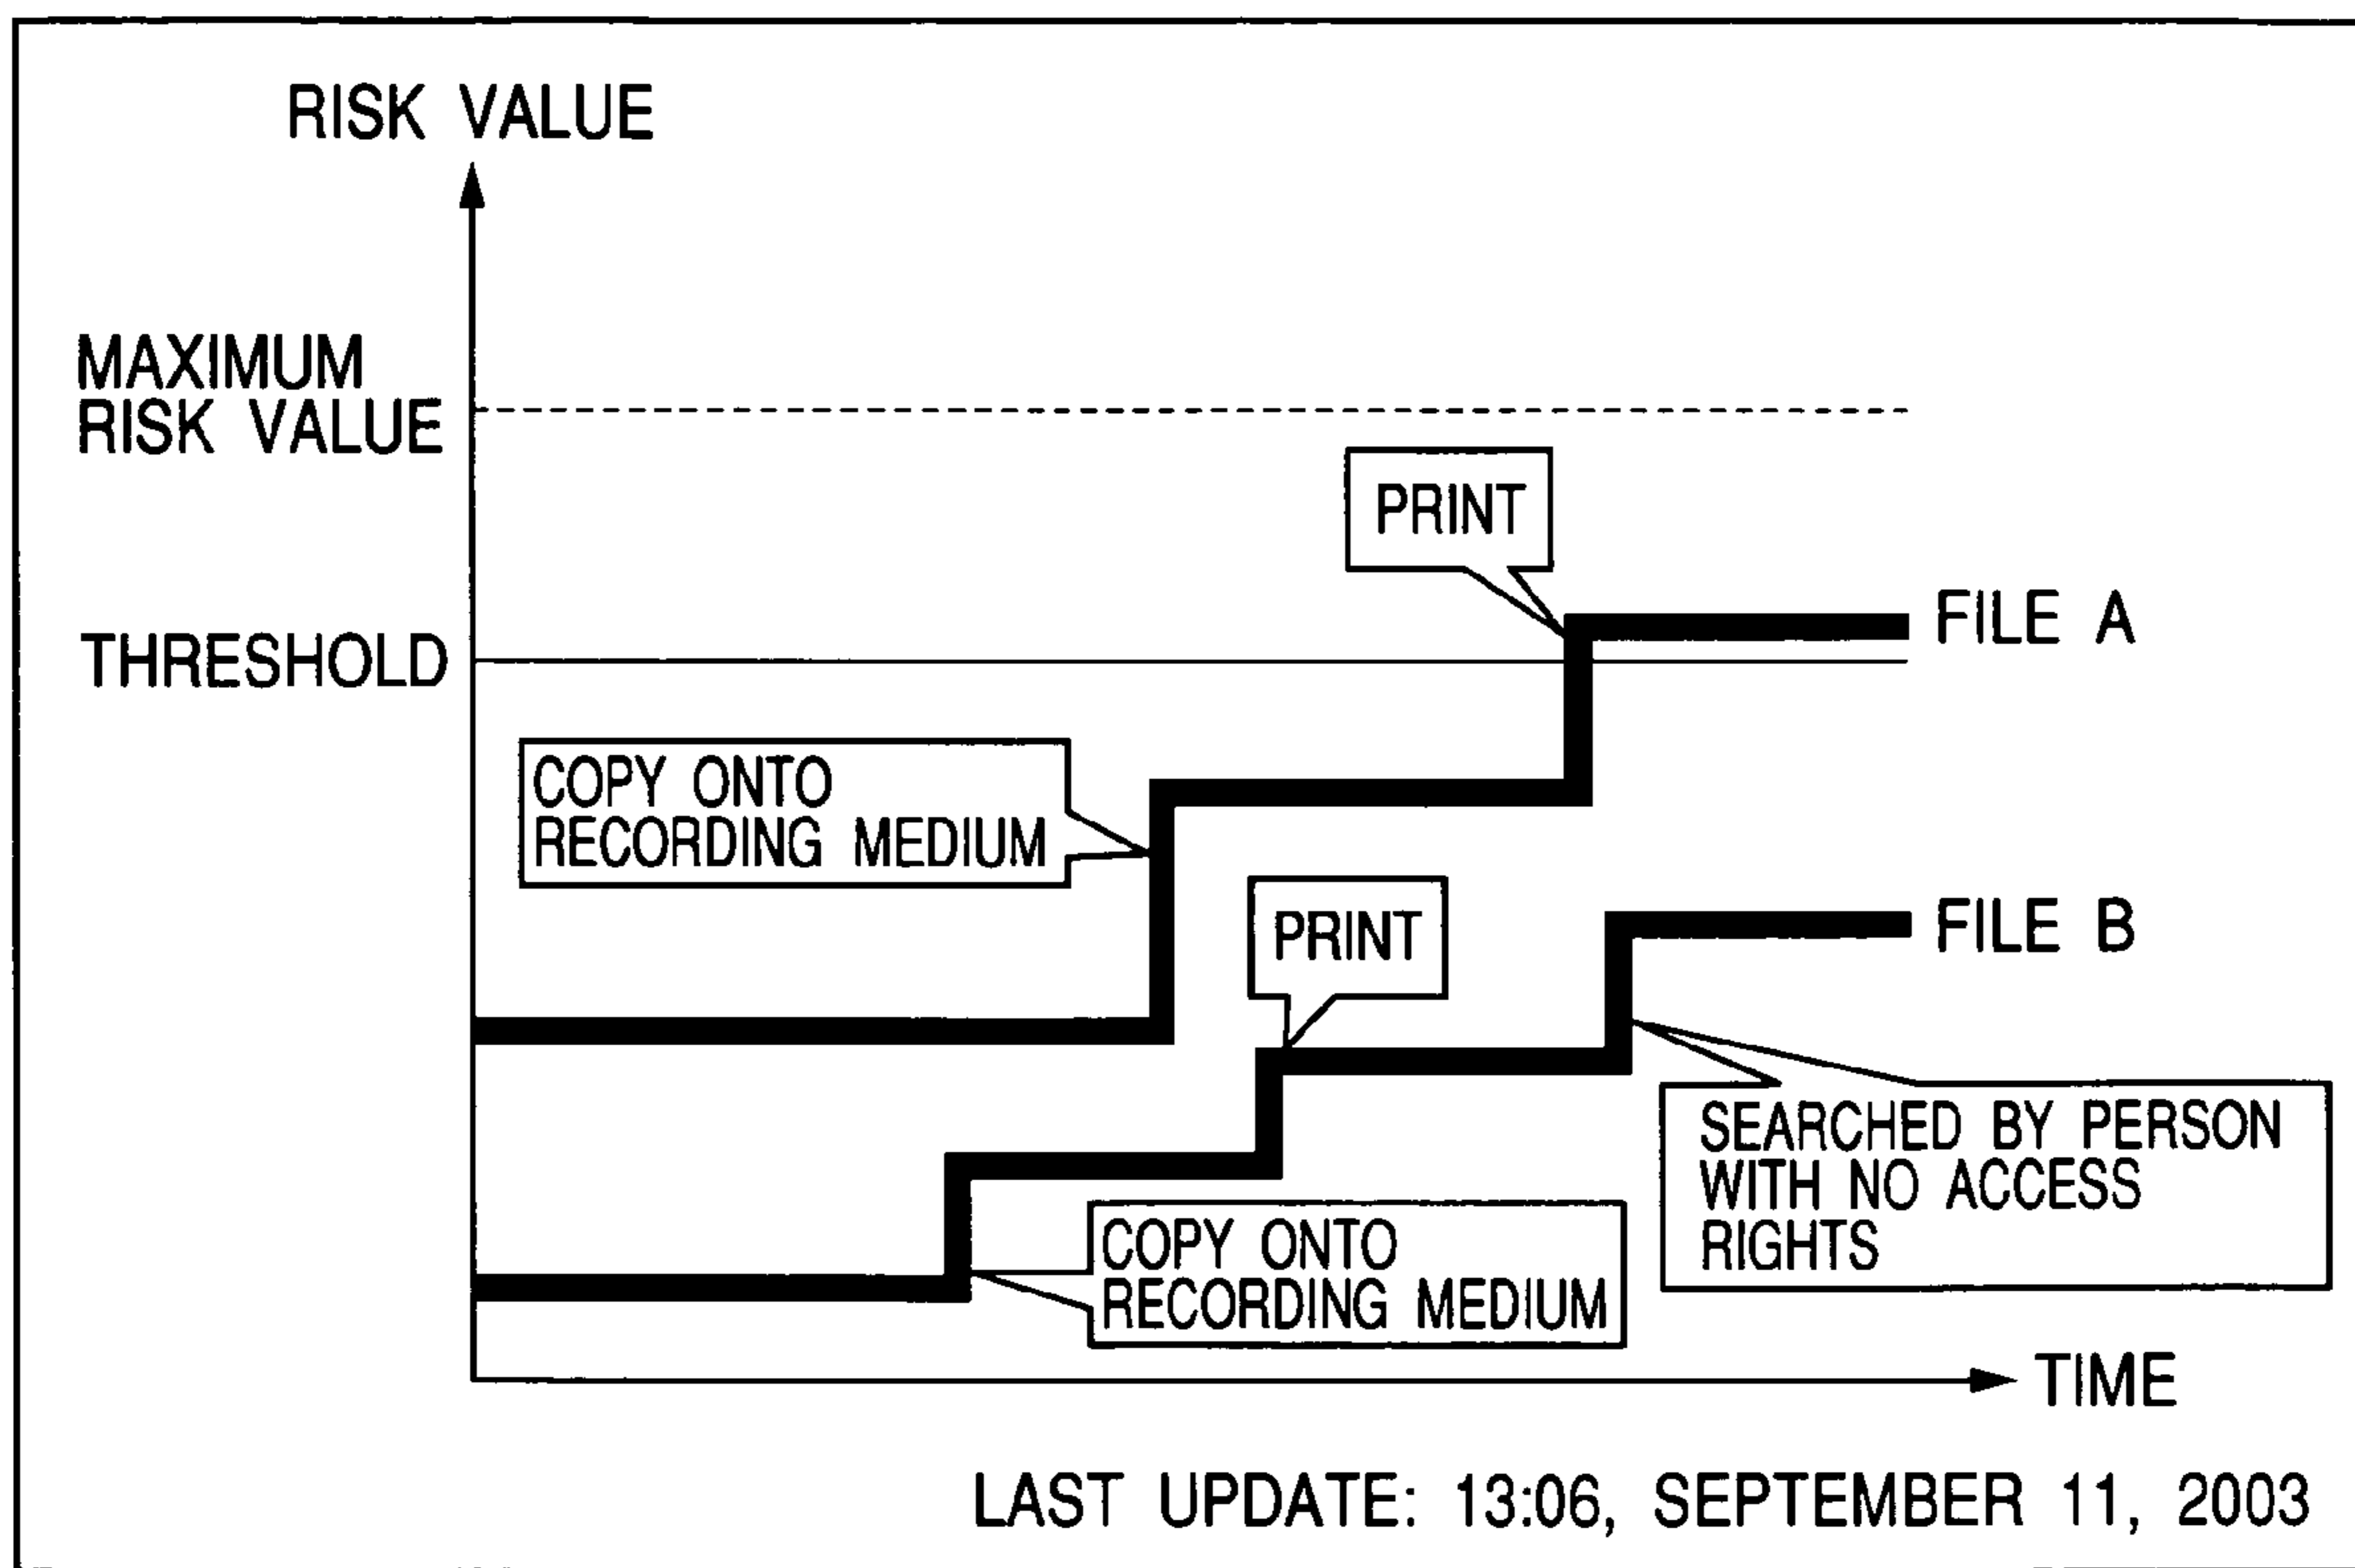 RISK VALUE
MAXIMUM
RISK VALUE
PRINT
FILE A
THRESHOLD
COPY ONTO
RECORDING MEDIUM
PRINT
FILE B
SEARCHED BY PERSON
WITH NO ACCESS
RIGHTS
COPY ONTO
RECORDING MEDIUM
TIME
LAST UPDATE: 13:06, SEPTEMBER 11, 2003